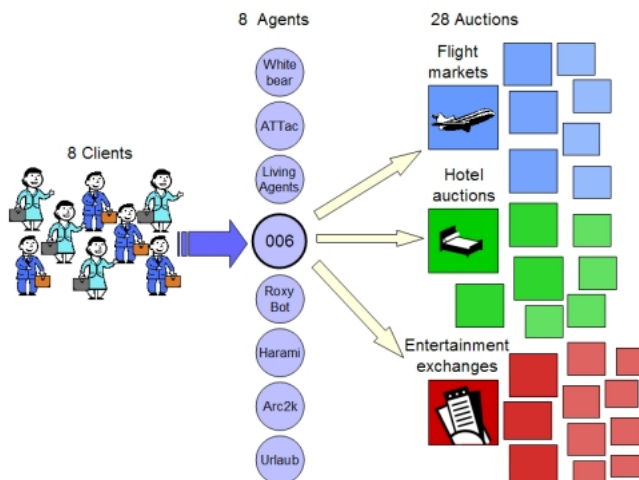 8 Agents
28 Auctions
8 Clients
White
bear
ATTac
Living
Agents
006
Roxy
Bot
Harami
Arc2k
Urlaub
Flight
markets
Hotel
auctions
Entertainment
exchanges